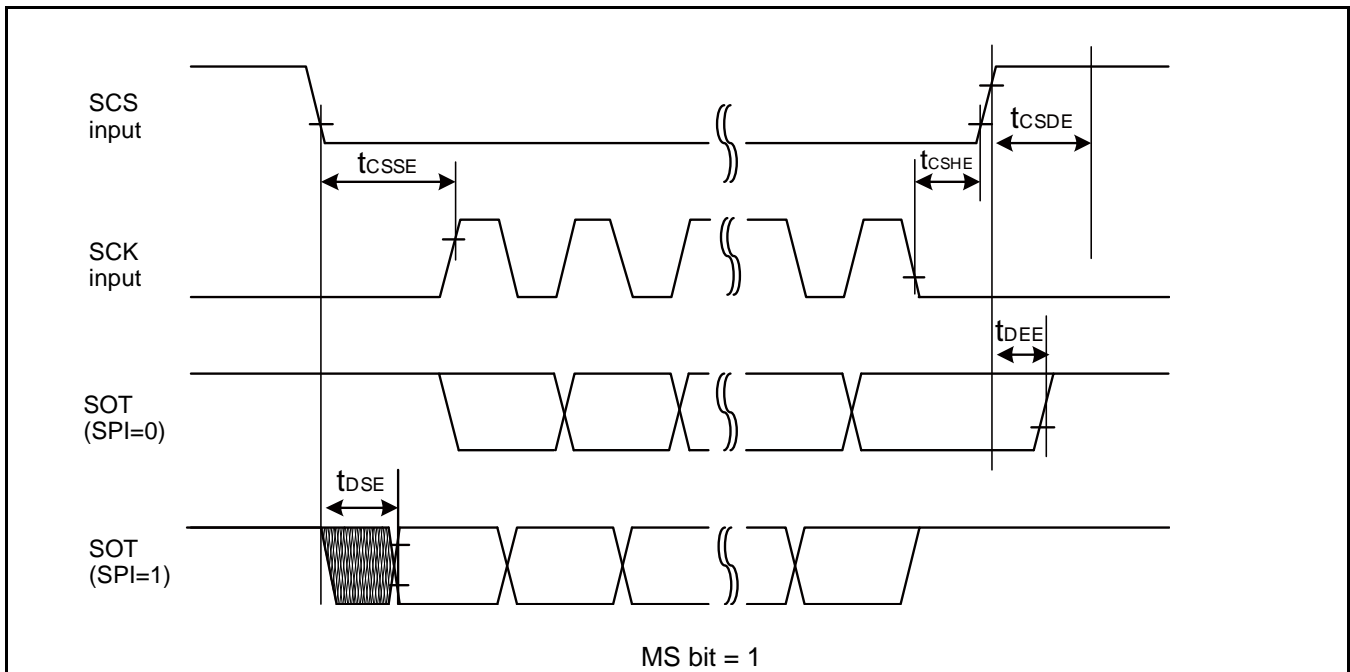 SCS
input
tCSDE
tCSSE
tCSHE
SCK
input
tDEE
SOT
(SPI=0)
tDSE
SOT
(SPI=1)
MS bit = 1